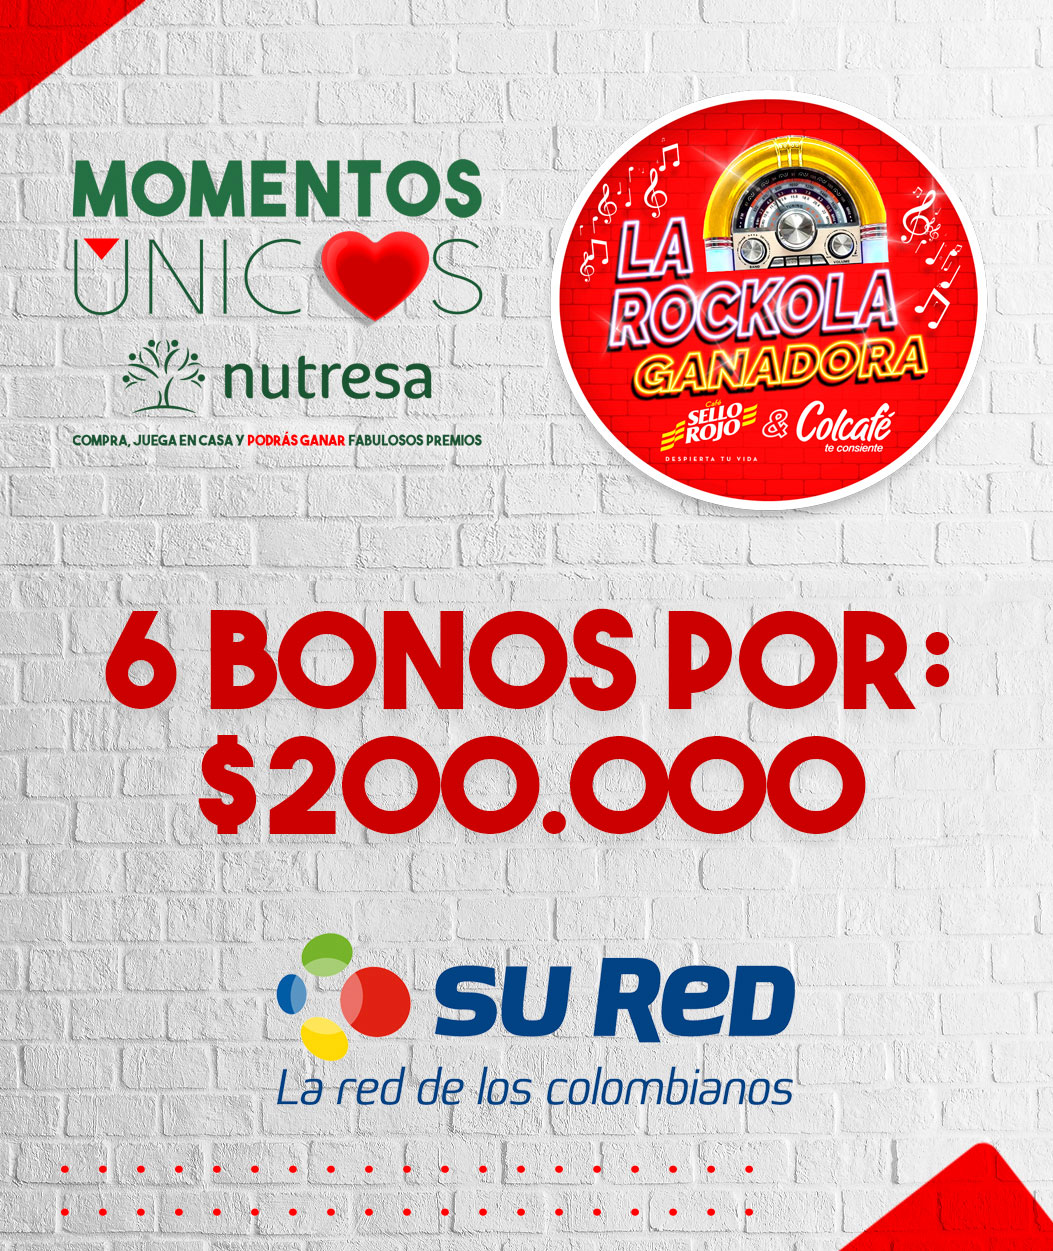 MOMENTOS
UNICOS
nutresa
COMPRA, JUEGA EN CASA Y PODRÁS GANAR FABULOSOS PREMIOS
LA
ROCKOLA
GANADORA
Café
SELLO
ROJO
DESPIERTA TU VIDA
&
Colcafé
te consiente
6 BONOS POR:
$200.000
SU RED
La red de los colombianos